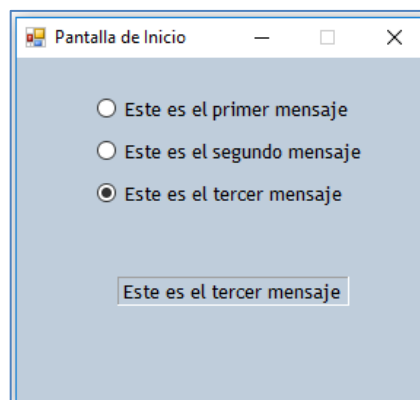 Pantalla de Inicio
Este es el primer mensaje
Este es el segundo mensaje
Este es el tercer mensaje
Este es el tercer mensaje